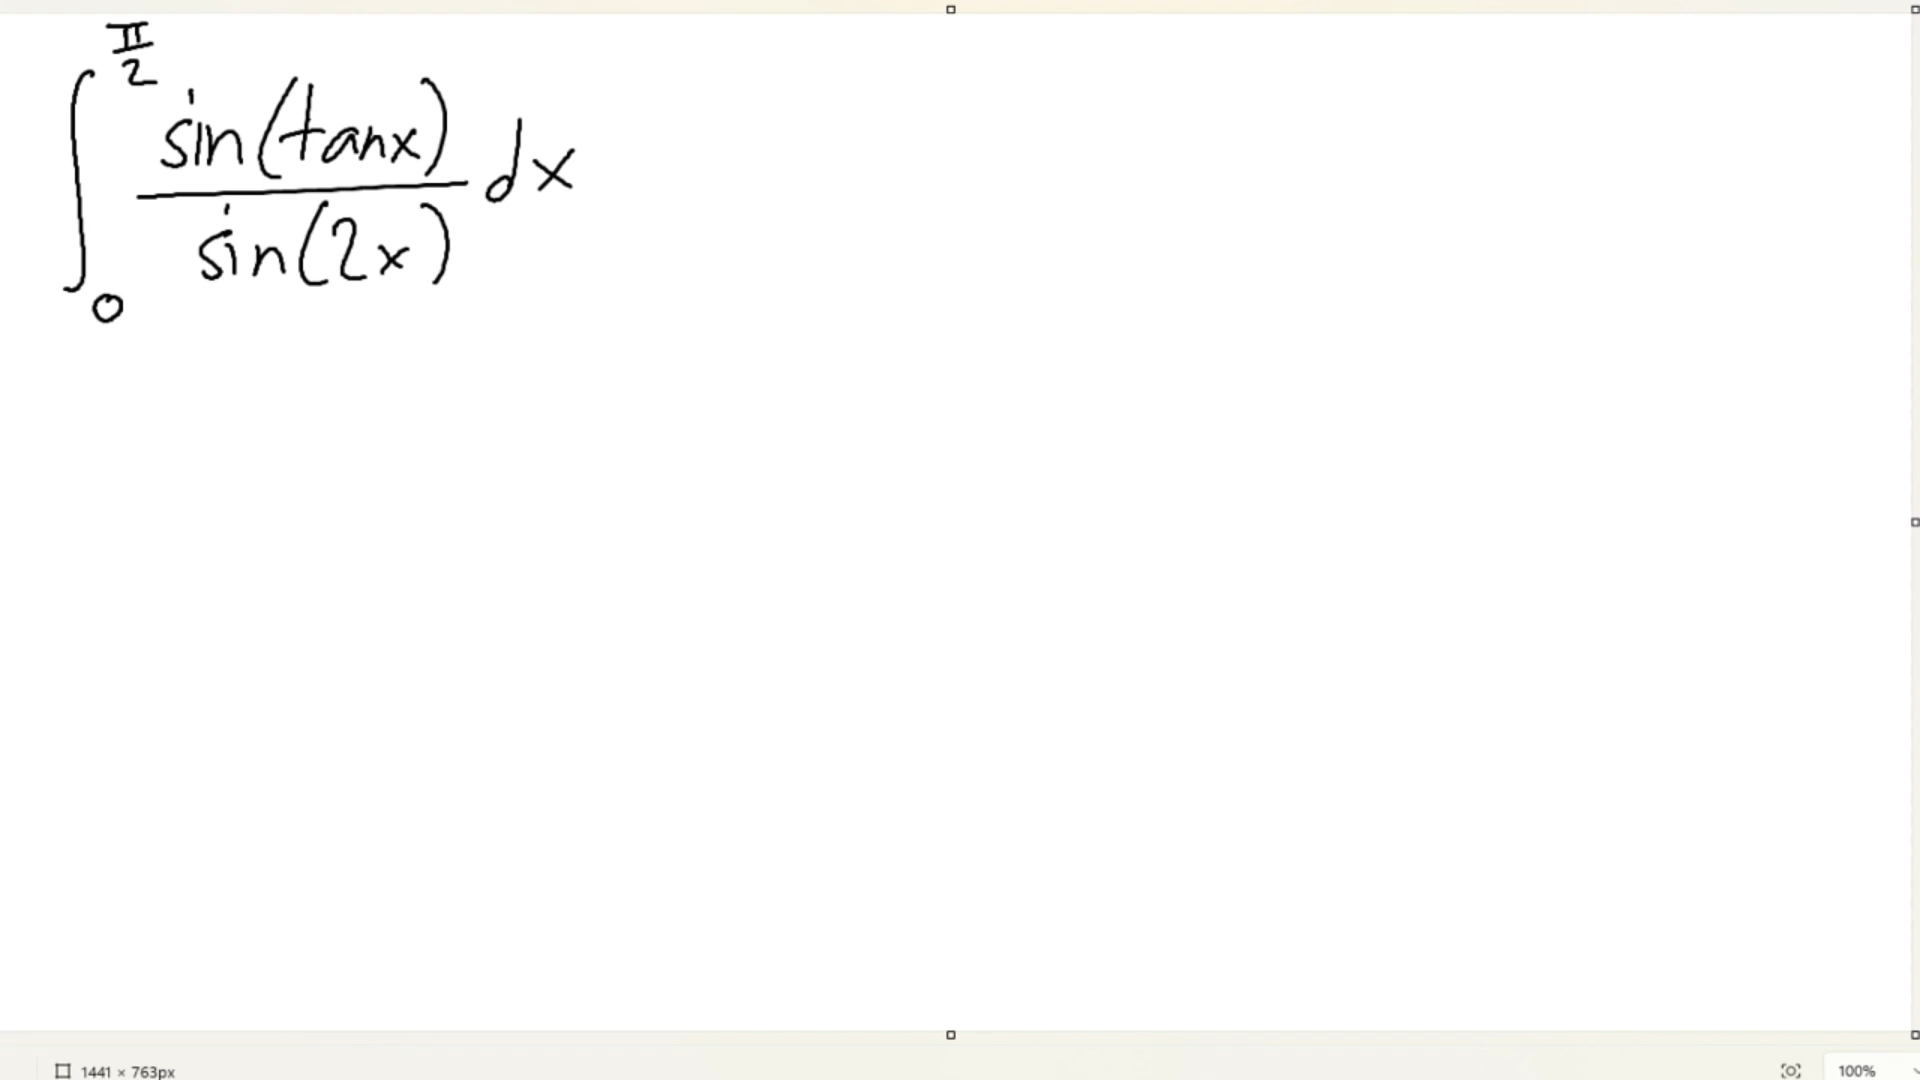 ∫₀^(π/2) sin(tanx)/sin(2x) dx
1441 × 763px 100%